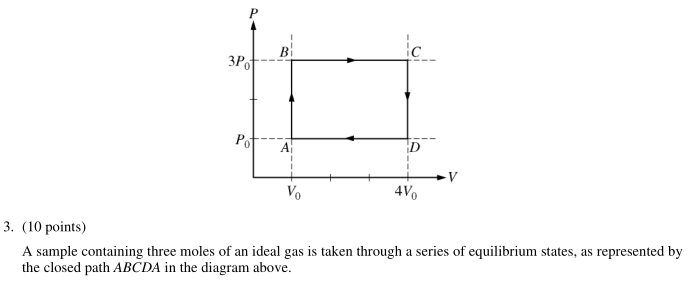 P
B
C
3P₀
P₀
A
D
V
V₀
4V₀
3. (10 points)
A sample containing three moles of an ideal gas is taken through a series of equilibrium states, as represented by
the closed path ABCDA in the diagram above.